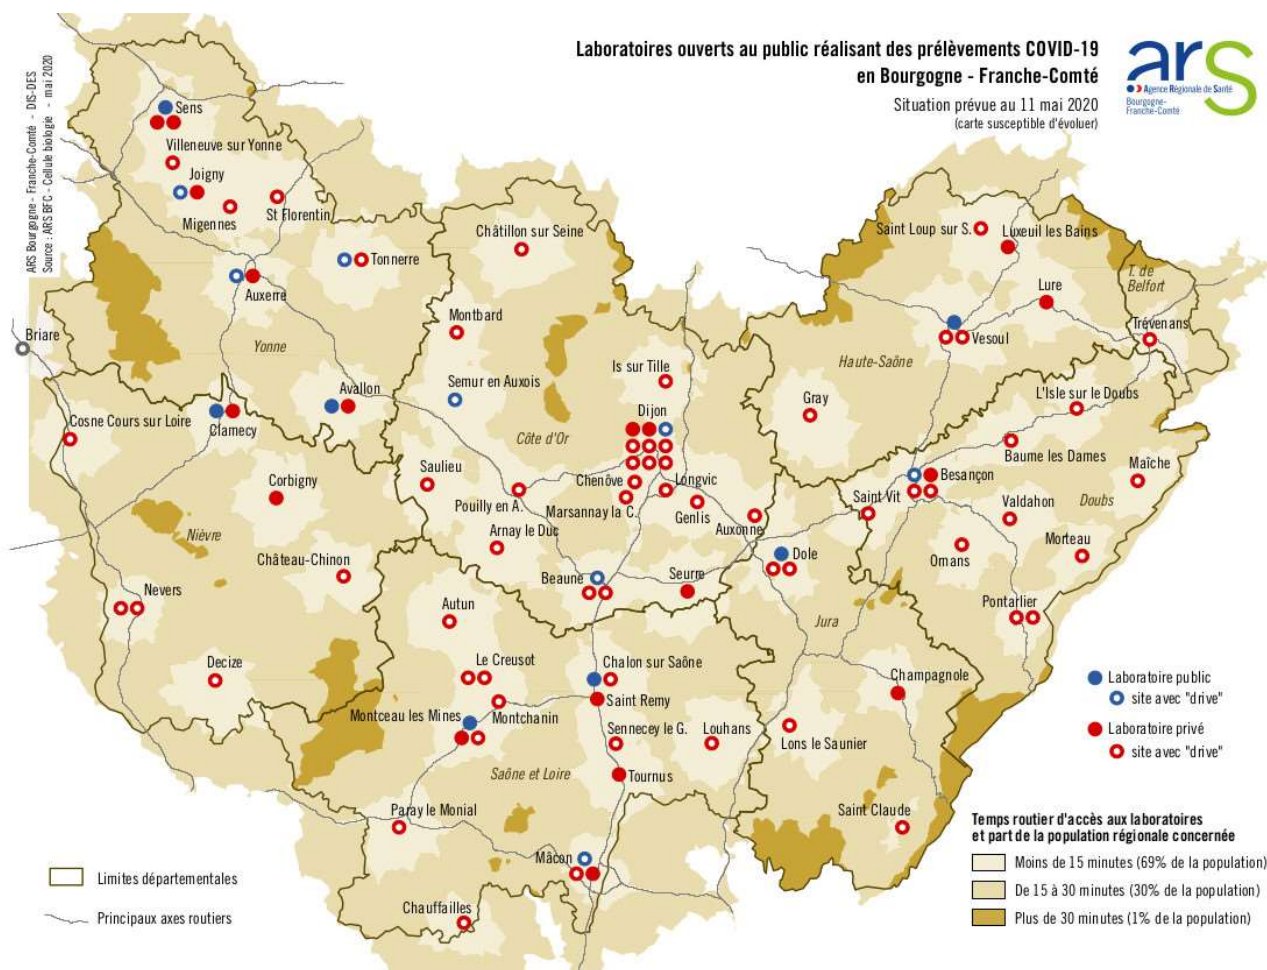 Laboratoires ouverts au public réalisant des prélèvements COVID-19
en Bourgogne - Franche-Comté
Situation prévue au 11 mai 2020
(carte susceptible d'évoluer)
ars
Agence Régionale de Santé
Bourgogne-
Franche-Comté
ARS Bourgogne - Franche-Comté - DIS-DES
Source : ARS BFC - Cellule biologie - mai 2020
Sens
Villeneuve sur Yonne
Joigny
Migennes
St Florentin
Tonnerre
Auxerre
Yonne
Briare
Avallon
Clamecy
Cosne Cours sur Loire
Corbigny
Nièvre
Château-Chinon
Nevers
Decize
Châtillon sur Seine
Montbard
Semur en Auxois
Côte d'Or
Is sur Tille
Dijon
Saulieu
Pouilly en A.
Chenôve
Marsannay la C.
Longvic
Genlis
Auxonne
Arnay le Duc
Beaune
Seurre
Saint Loup sur S.
Luxeuil les Bains
Lure
Vesoul
Haute-Saône
Gray
T. de
Belfort
Trévenans
L'Isle sur le Doubs
Baume les Dames
Besançon
Saint Vit
Maîche
Valdahon
Doubs
Ornans
Morteau
Pontarlier
Dole
Jura
Champagnole
Lons le Saunier
Saint Claude
Autun
Le Creusot
Montchanin
Montceau les Mines
Chalon sur Saône
Saint Remy
Sennecey le G.
Louhans
Saône et Loire
Tournus
Paray le Monial
Mâcon
Chauffailles
Laboratoire public
site avec "drive"
Laboratoire privé
site avec "drive"
Temps routier d'accès aux laboratoires
et part de la population régionale concernée
Moins de 15 minutes (69% de la population)
De 15 à 30 minutes (30% de la population)
Plus de 30 minutes (1% de la population)
Limites départementales
Principaux axes routiers